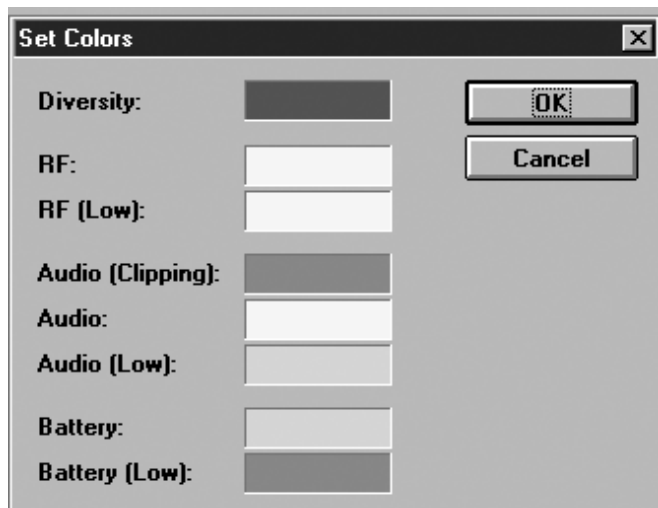 Set Colors
Diversity:
OK
RF:
Cancel
RF (Low):
Audio (Clipping):
Audio:
Audio (Low):
Battery:
Battery (Low):